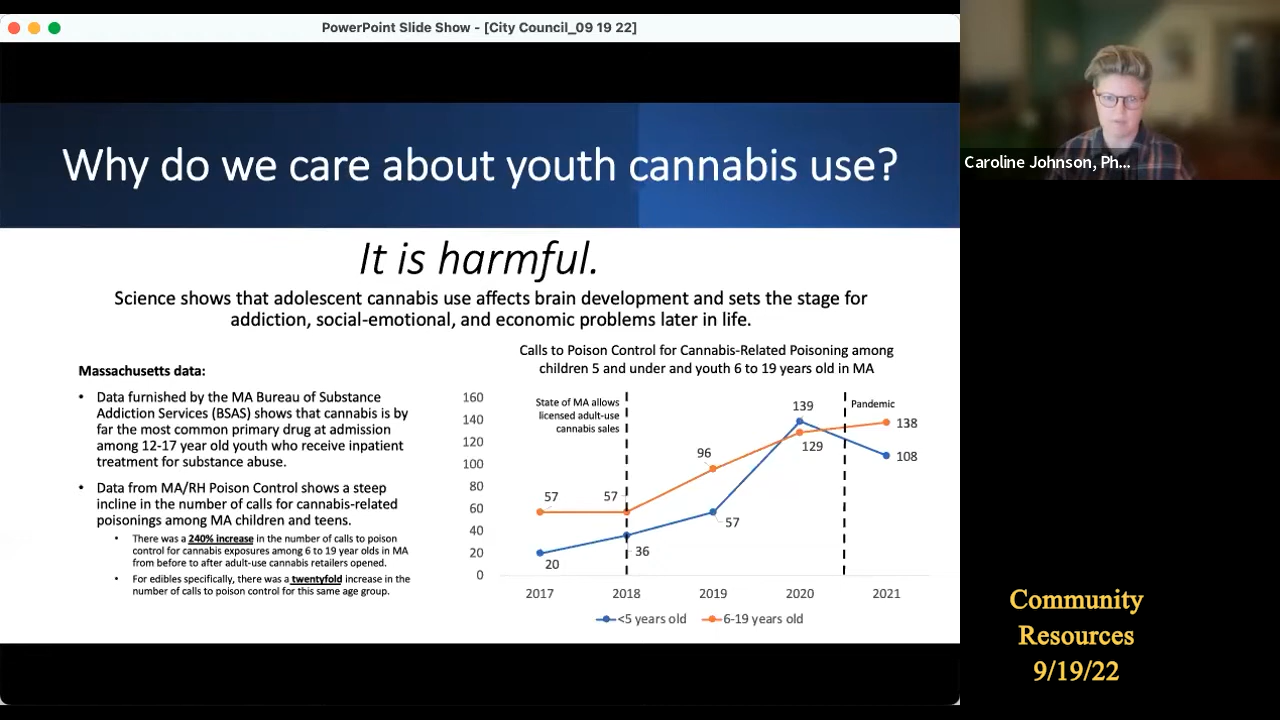 PowerPoint Slide Show - [City Council_09 19 22]
Why do we care about youth cannabis use?
It is harmful.
Science shows that adolescent cannabis use affects brain development and sets the stage for
addiction, social-emotional, and economic problems later in life.
Massachusetts data:
• Data furnished by the MA Bureau of Substance
Addiction Services (BSAS) shows that cannabis is by
far the most common primary drug at admission
among 12-17 year old youth who receive inpatient
treatment for substance abuse.
• Data from MA/RH Poison Control shows a steep
incline in the number of calls for cannabis-related
poisonings among MA children and teens.
• There was a 240% increase in the number of calls to poison
control for cannabis exposures among 6 to 19 year olds in MA
from before to after adult-use cannabis retailers opened.
• For edibles specifically, there was a twentyfold increase in the
number of calls to poison control for this same age group.
Calls to Poison Control for Cannabis-Related Poisoning among
children 5 and under and youth 6 to 19 years old in MA
160
140
120
100
80
60
40
20
0
State of MA allows
licensed adult-use
cannabis sales
Pandemic
57
57
96
129
138
20
36
57
139
108
2017 2018 2019 2020 2021
<5 years old 6-19 years old
Caroline Johnson, Ph...
Community
Resources
9/19/22